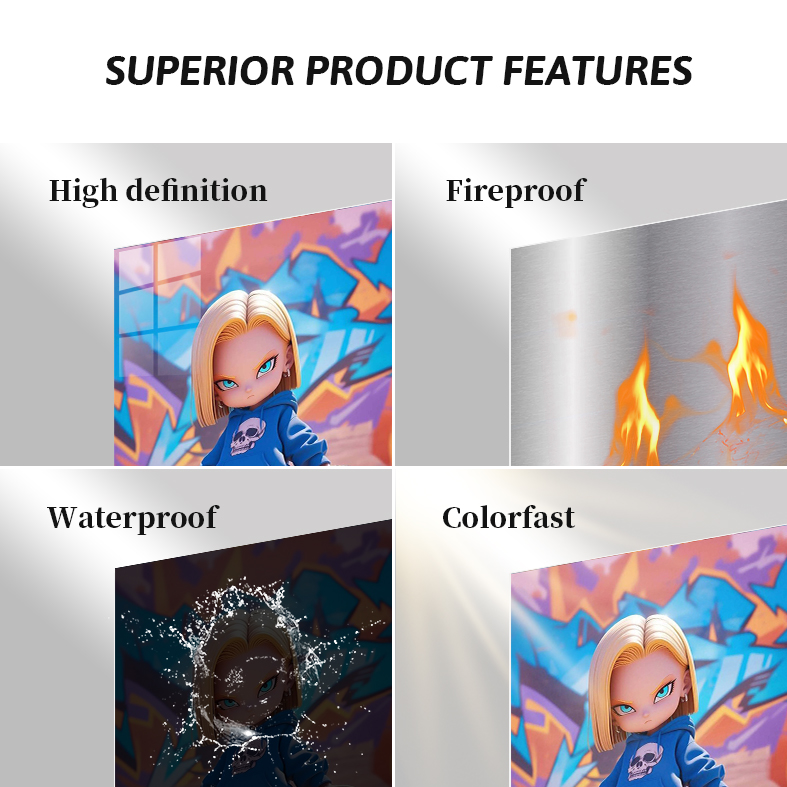 SUPERIOR PRODUCT FEATURES
High definition
Fireproof
Waterproof
Colorfast